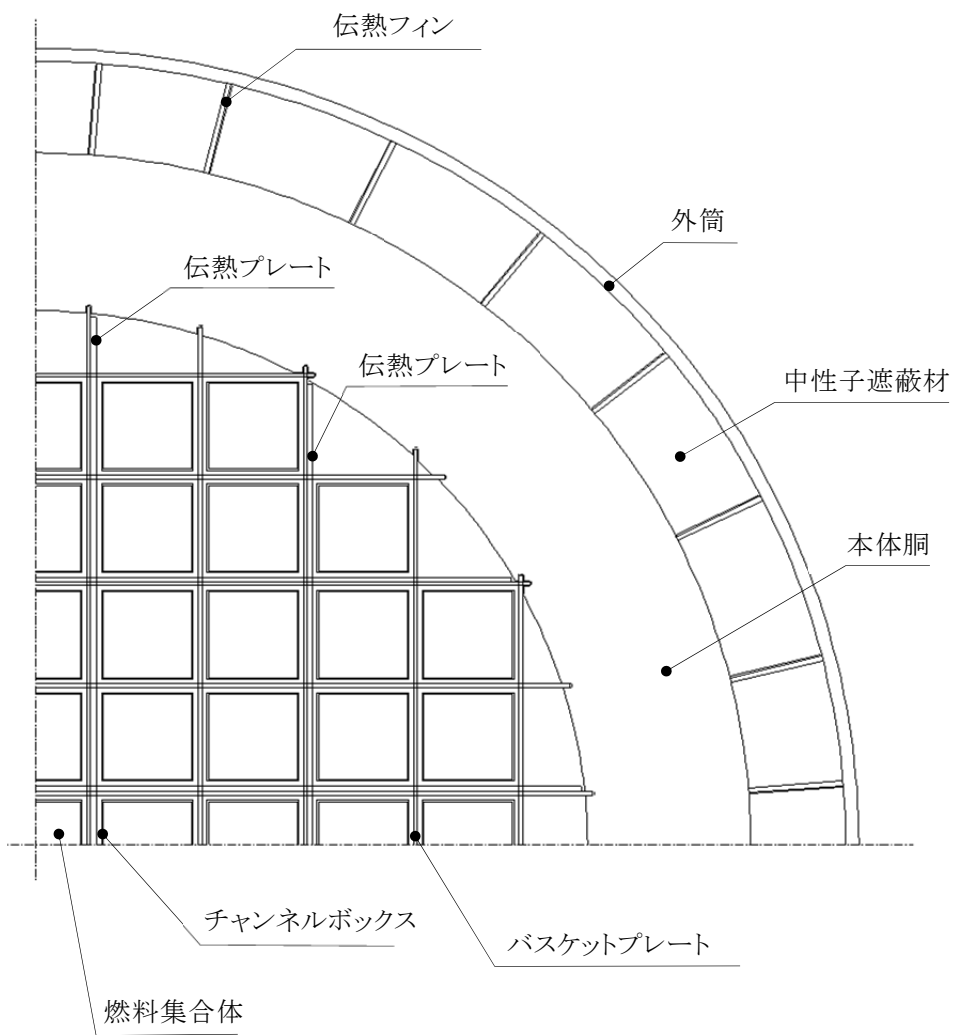 伝熱フィン
外筒
伝熱プレート
伝熱プレート
中性子遮蔽材
本体胴
チャンネルボックス
バスケットプレート
燃料集合体